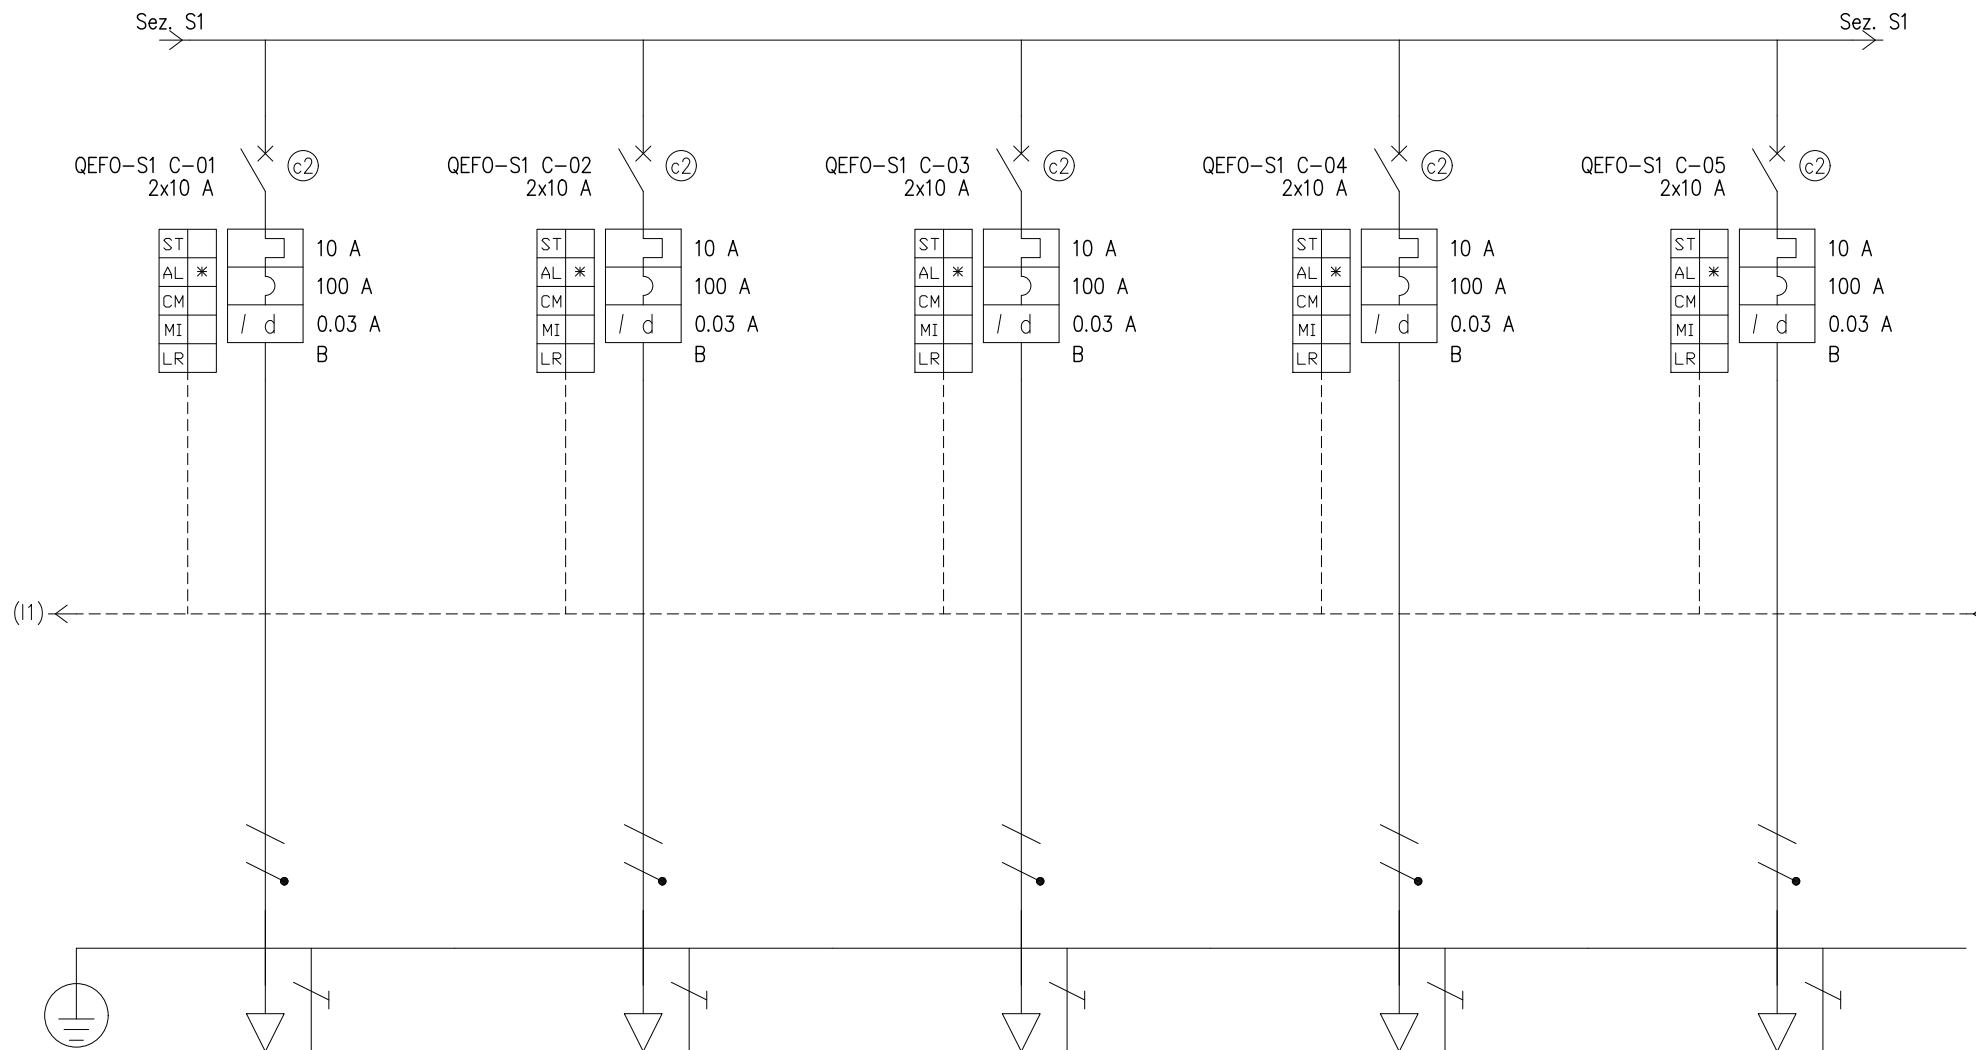 Sez. S1
Sez. S1
QEFO-S1 C-01
2x10 A
c2
ST
AL *
CM
MI
LR
10 A
100 A
I d
0.03 A
B
QEFO-S1 C-02
2x10 A
c2
ST
AL *
CM
MI
LR
10 A
100 A
I d
0.03 A
B
QEFO-S1 C-03
2x10 A
c2
ST
AL *
CM
MI
LR
10 A
100 A
I d
0.03 A
B
QEFO-S1 C-04
2x10 A
c2
ST
AL *
CM
MI
LR
10 A
100 A
I d
0.03 A
B
QEFO-S1 C-05
2x10 A
c2
ST
AL *
CM
MI
LR
10 A
100 A
I d
0.03 A
B
(I1)